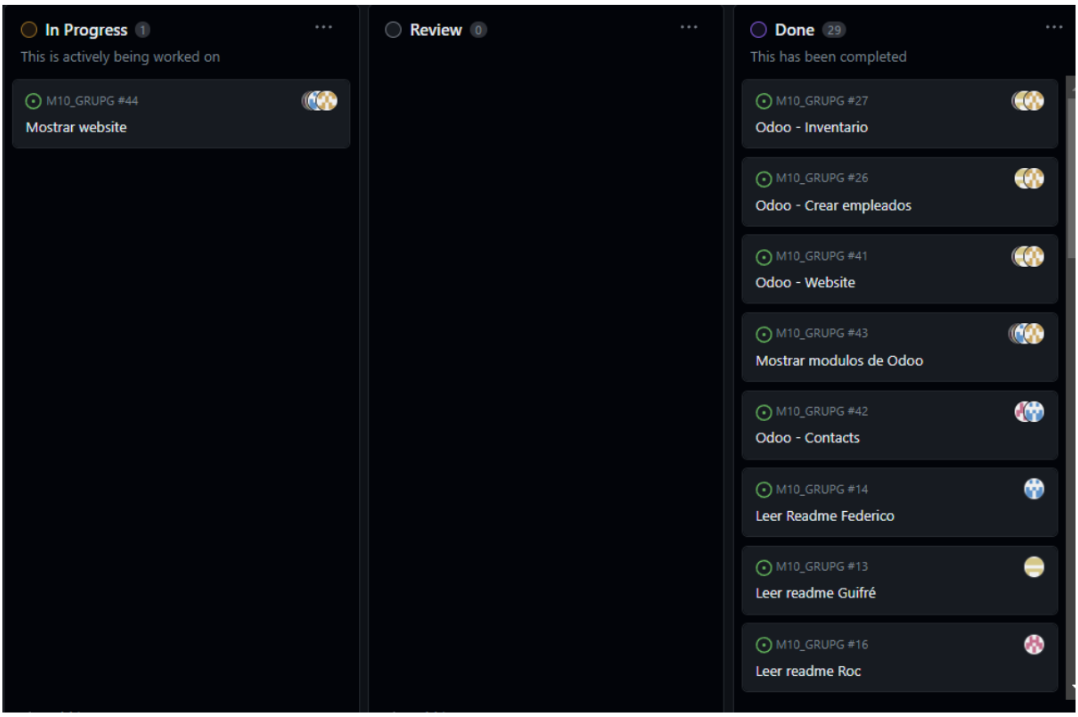 In Progress 1
This is actively being worked on
M10_GRUPG #44
Mostrar website
Review 0
Done 29
This has been completed
M10_GRUPG #27
Odoo - Inventario
M10_GRUPG #26
Odoo - Crear empleados
M10_GRUPG #41
Odoo - Website
M10_GRUPG #43
Mostrar modulos de Odoo
M10_GRUPG #42
Odoo - Contacts
M10_GRUPG #14
Leer Readme Federico
M10_GRUPG #13
Leer readme Guifré
M10_GRUPG #16
Leer readme Roc